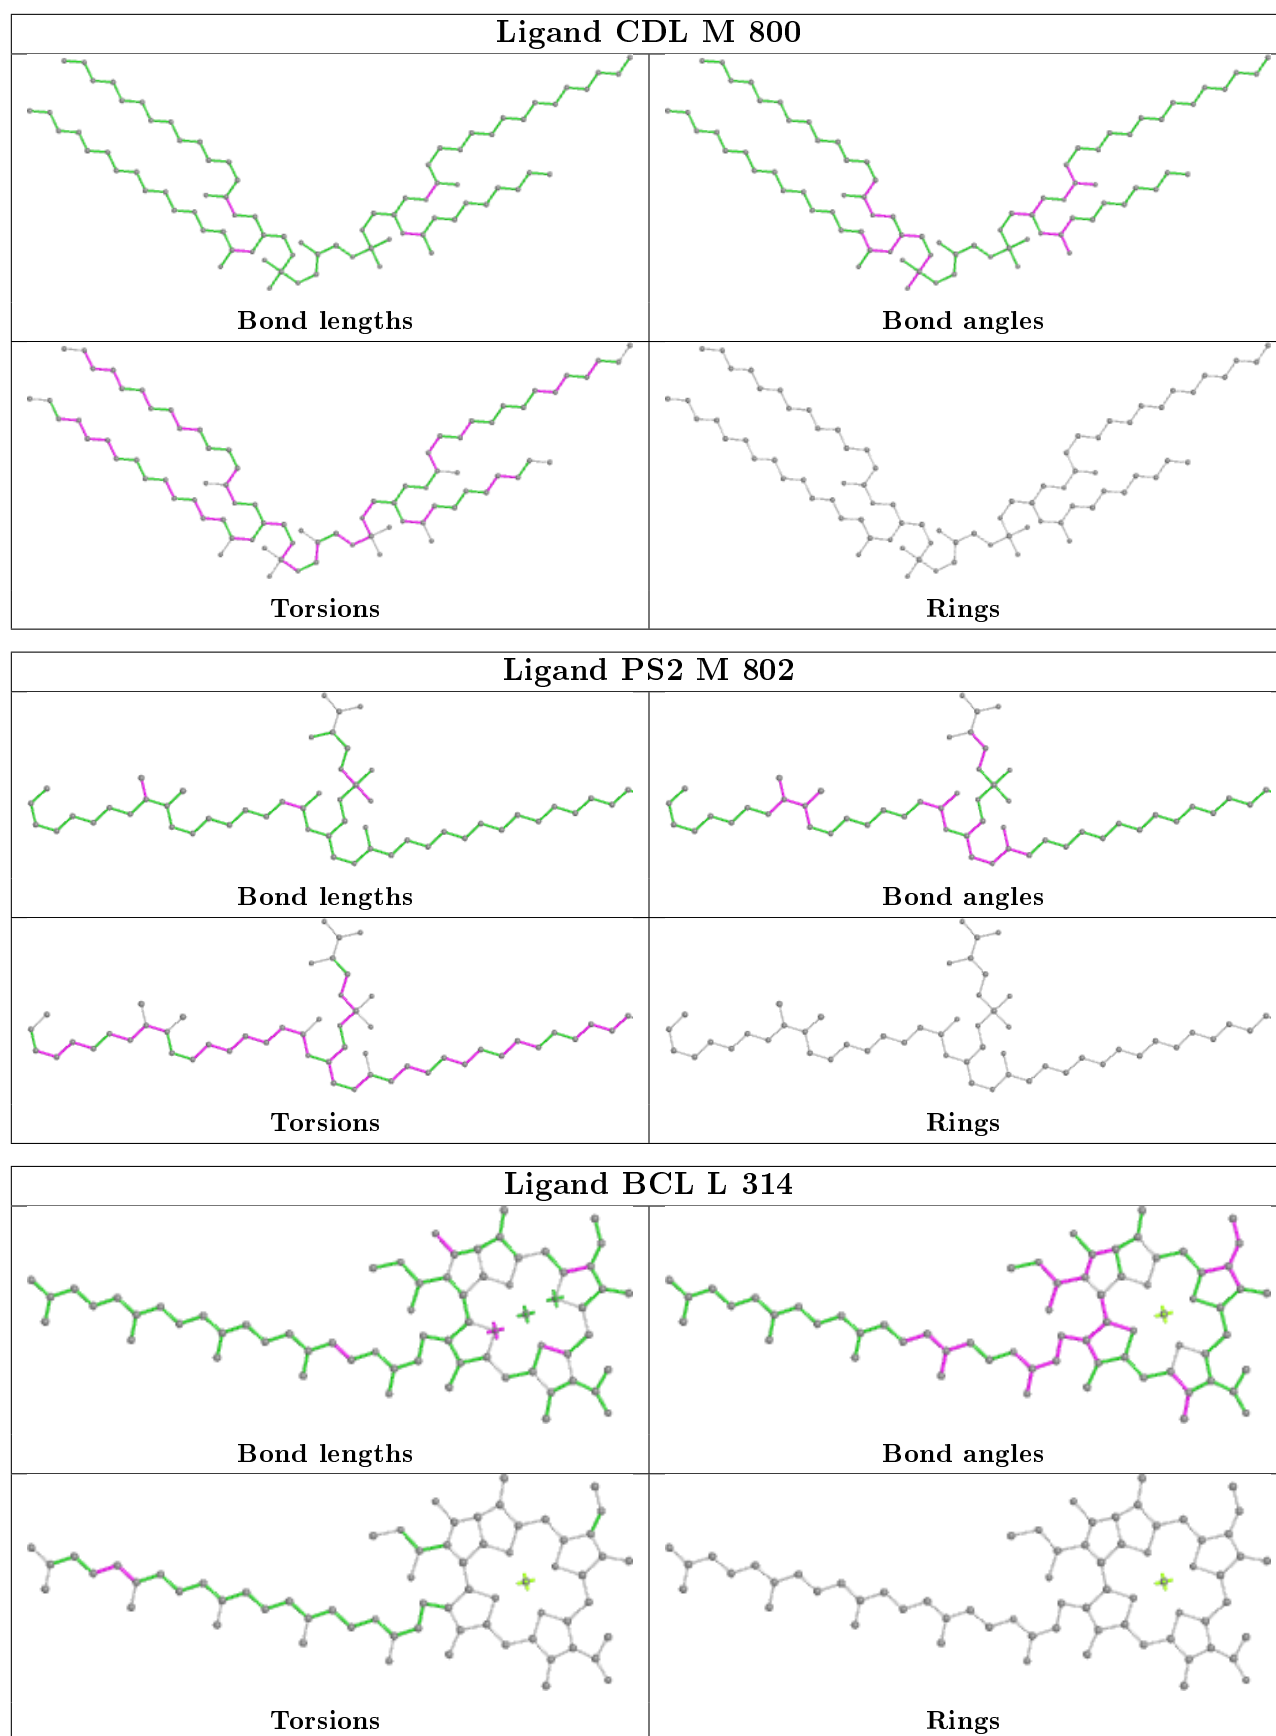 Ligand CDL M 800
Bond lengths
Bond angles
Torsions
Rings
Ligand PS2 M 802
Bond lengths
Bond angles
Torsions
Rings
Ligand BCL L 314
Bond lengths
Bond angles
Torsions
Rings